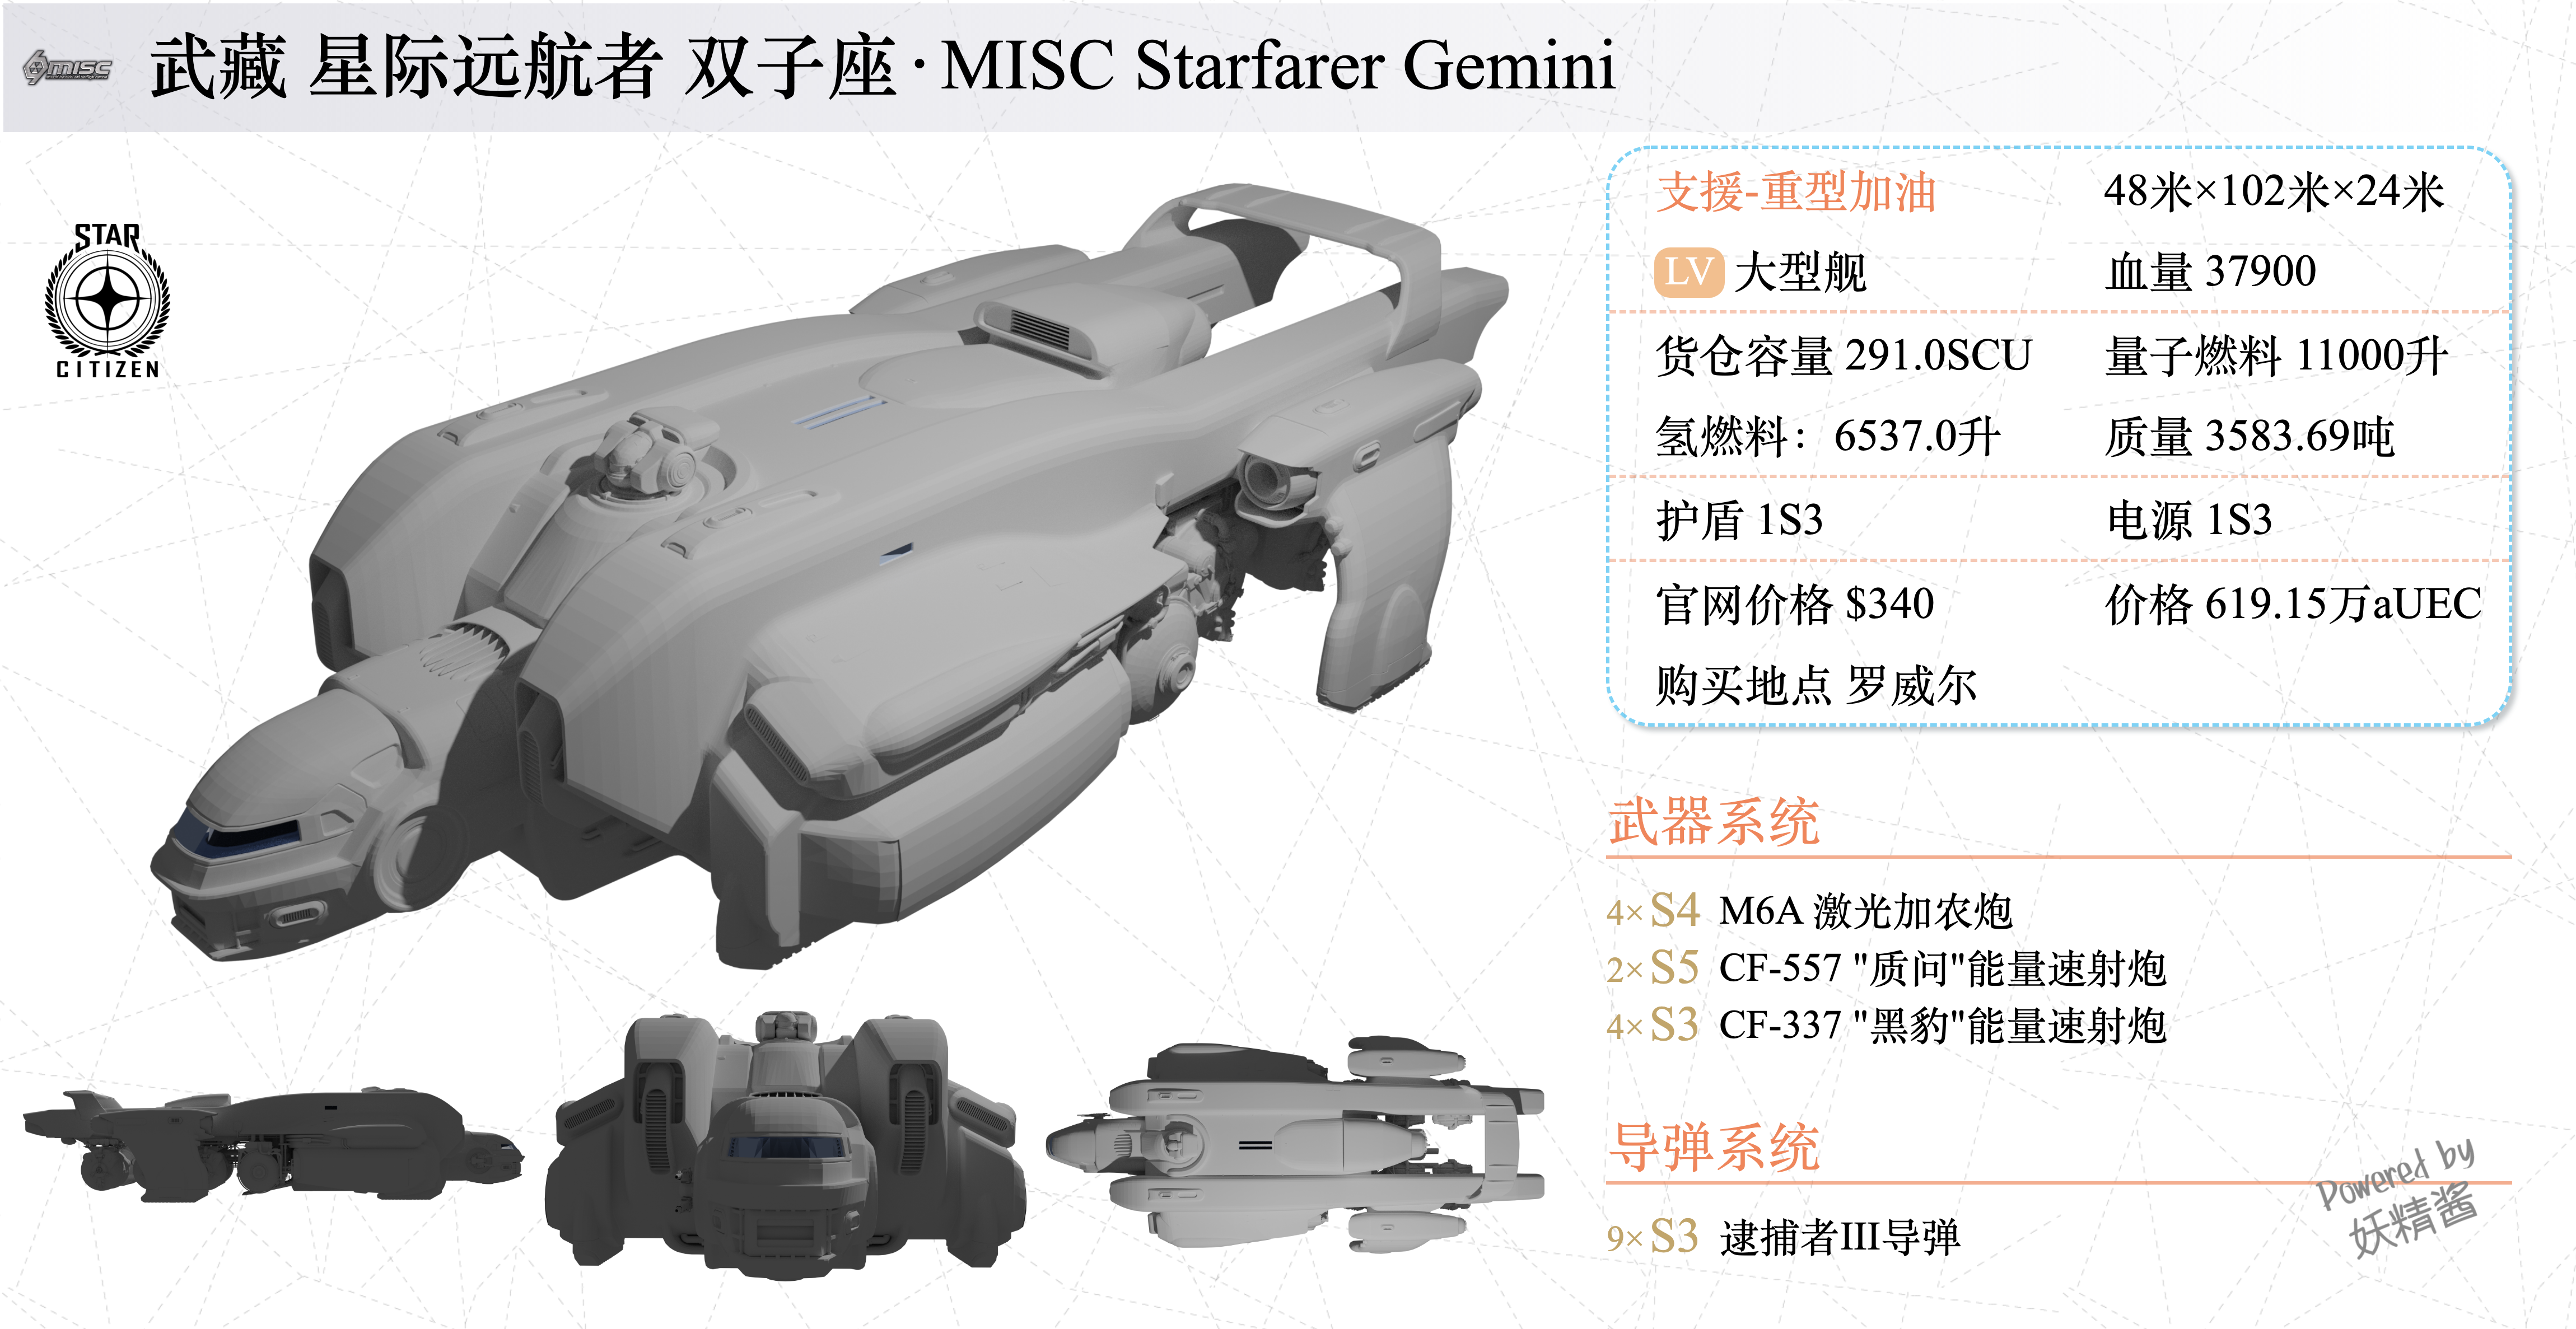 MISC
武藏 星际远航者 双子座·MISC Starfarer Gemini
STAR
CITIZEN
支援-重型加油 48米×102米×24米
LV 大型舰 血量 37900
货仓容量 291.0SCU 量子燃料 11000升
氢燃料：6537.0升 质量 3583.69吨
护盾 1S3 电源 1S3
官网价格 $340 价格 619.15万aUEC
购买地点 罗威尔
武器系统
4× S4 M6A 激光加农炮
2× S5 CF-557 "质问"能量速射炮
4× S3 CF-337 "黑豹"能量速射炮
导弹系统
9× S3 逮捕者III导弹
Powered by
妖精酱